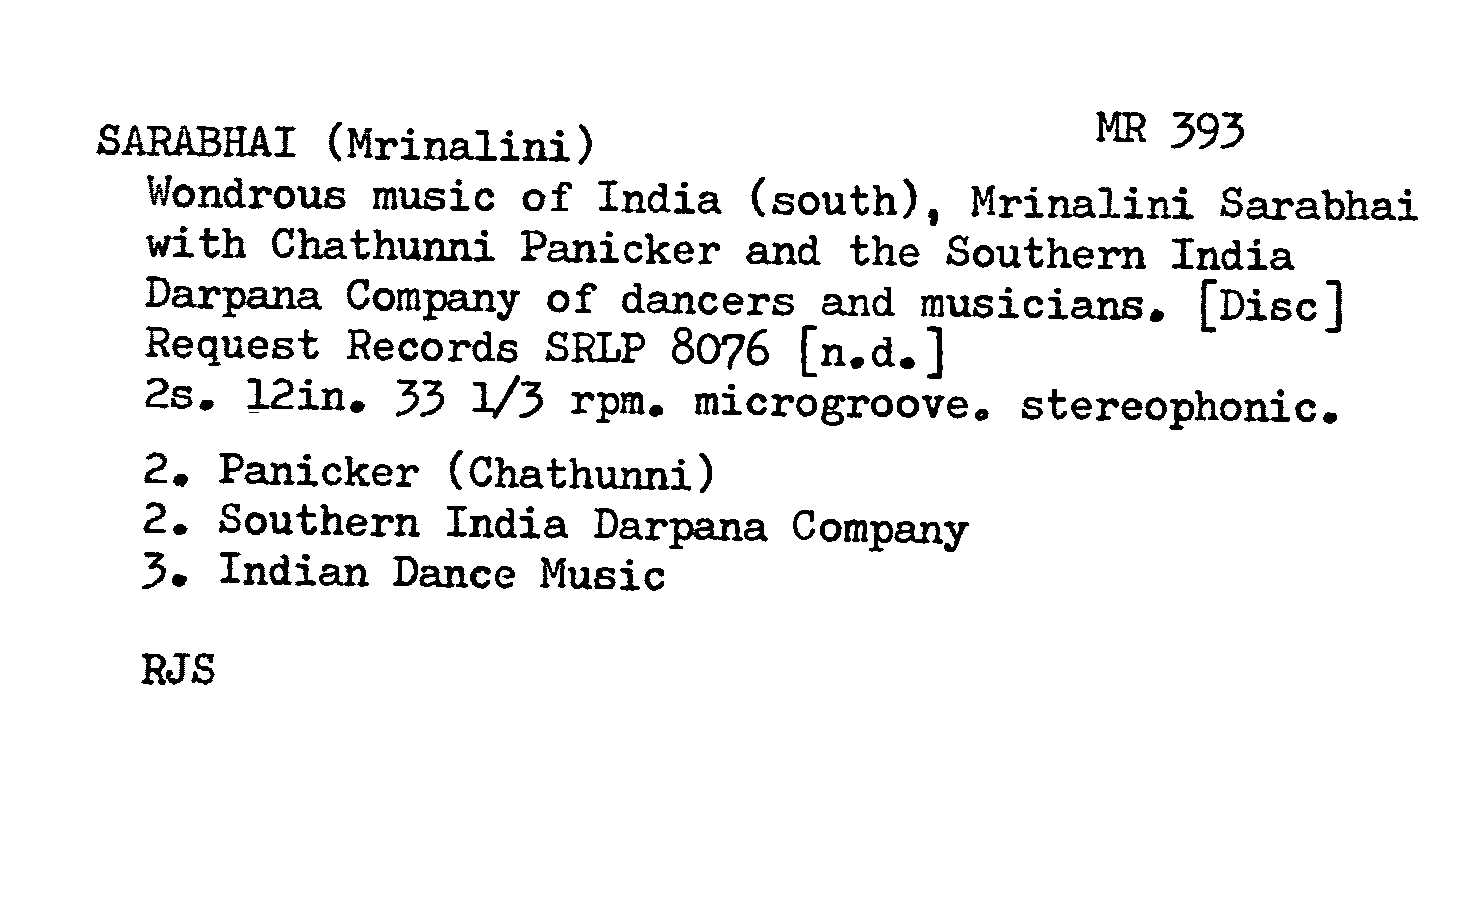 SARABHAI (Mrinalini) MR 393
Wondrous music of India (south), Mrinalini Sarabhai
with Chathunni Panicker and the Southern India
Darpana Company of dancers and musicians. [Disc]
Request Records SRLP 8076 [n.d.]
2s. 12in. 33 1/3 rpm. microgroove. stereophonic.
2. Panicker (Chathunni)
2. Southern India Darpana Company
3. Indian Dance Music
RJS